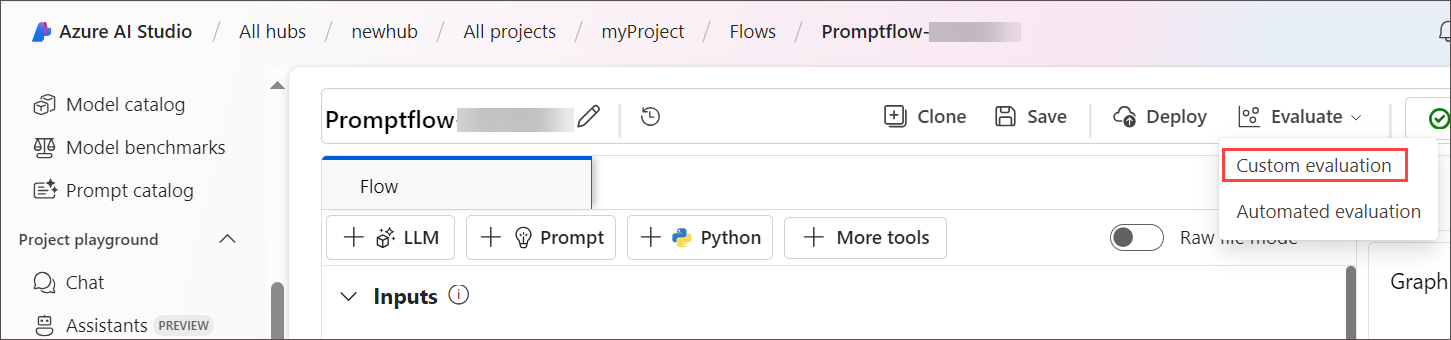 Azure AI Studio / All hubs / newhub / All projects / myProject / Flows / Promptflow-
Model catalog
Model benchmarks
Prompt catalog
Project playground
Chat
Assistants PREVIEW
Promptflow-
Clone Save Deploy Evaluate
Custom evaluation
Automated evaluation
Flow
LLM Prompt Python More tools
Raw file mode
Inputs
Graph